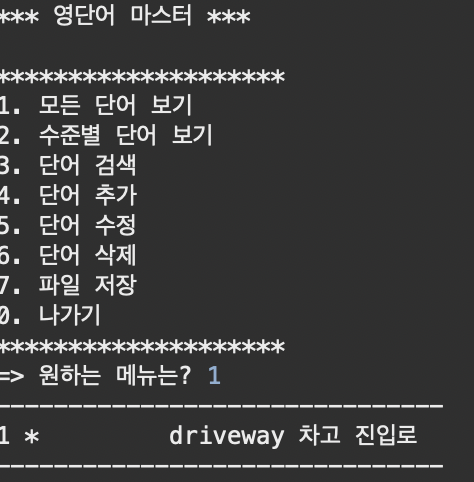 *** 영단어 마스터 ***
********************
1. 모든 단어 보기
2. 수준별 단어 보기
3. 단어 검색
4. 단어 추가
5. 단어 수정
6. 단어 삭제
7. 파일 저장
0. 나가기
********************
=> 원하는 메뉴는? 1
-------------------------------
1 *         driveway 차고 진입로
-------------------------------